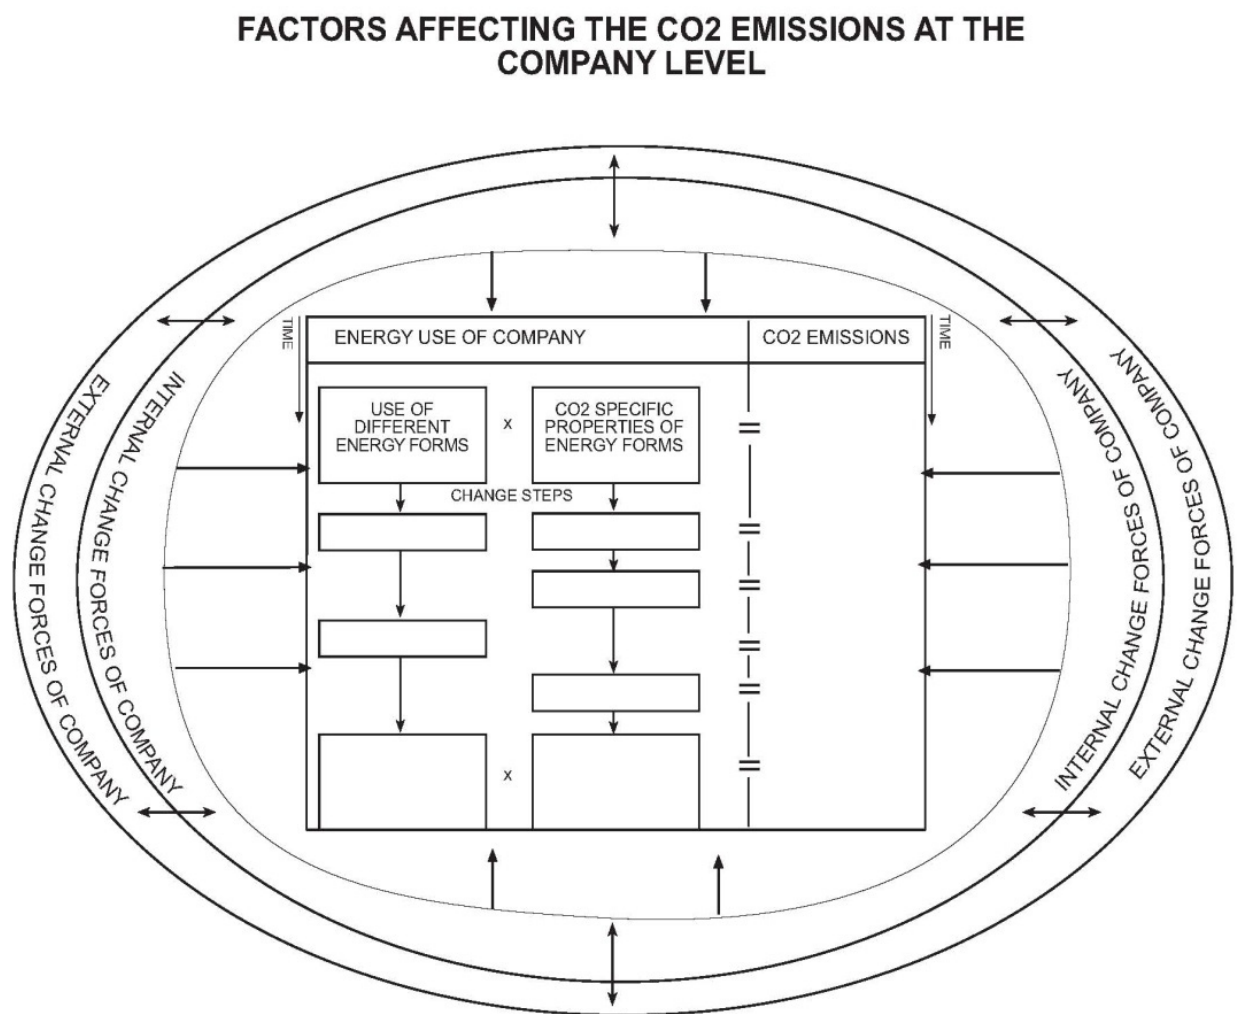 FACTORS AFFECTING THE CO2 EMISSIONS AT THE
COMPANY LEVEL
TIME
ENERGY USE OF COMPANY
CO2 EMISSIONS
TIME
USE OF
DIFFERENT
ENERGY FORMS
x
CO2 SPECIFIC
PROPERTIES OF
ENERGY FORMS
=
CHANGE STEPS
=
=
=
=
x
=
EXTERNAL CHANGE FORCES OF COMPANY
INTERNAL CHANGE FORCES OF COMPANY
INTERNAL CHANGE FORCES OF COMPANY
EXTERNAL CHANGE FORCES OF COMPANY